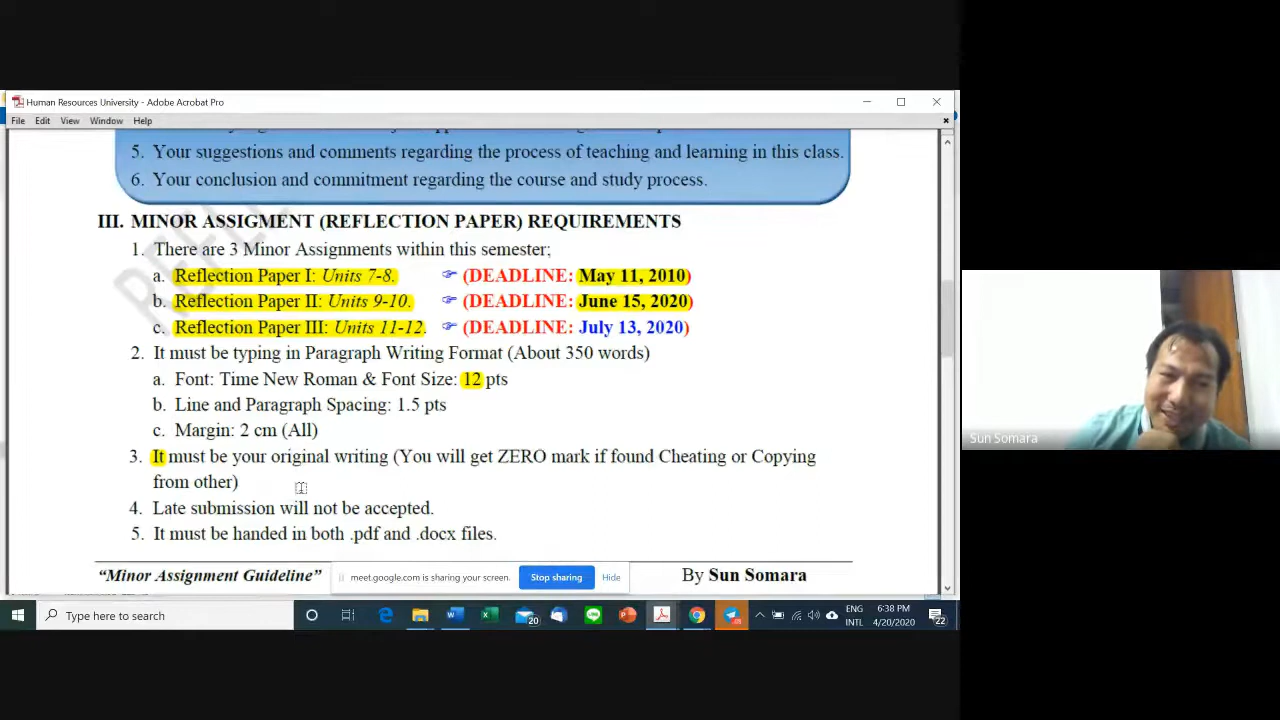 Human Resources University - Adobe Acrobat Pro
File Edit View Window Help
5. Your suggestions and comments regarding the process of teaching and learning in this class.
6. Your conclusion and commitment regarding the course and study process.
III. MINOR ASSIGMENT (REFLECTION PAPER) REQUIREMENTS
1. There are 3 Minor Assignments within this semester;
a. Reflection Paper I: Units 7-8. ☞ (DEADLINE: May 11, 2010)
b. Reflection Paper II: Units 9-10. ☞ (DEADLINE: June 15, 2020)
c. Reflection Paper III: Units 11-12. ☞ (DEADLINE: July 13, 2020)
2. It must be typing in Paragraph Writing Format (About 350 words)
a. Font: Time New Roman & Font Size: 12 pts
b. Line and Paragraph Spacing: 1.5 pts
c. Margin: 2 cm (All)
Sun Somara
3. It must be your original writing (You will get ZERO mark if found Cheating or Copying
from other)
4. Late submission will not be accepted.
5. It must be handed in both .pdf and .docx files.
"Minor Assignment Guideline" By Sun Somara
meet.google.com is sharing your screen. Stop sharing Hide
Type here to search
20
ENG
INTL
6:38 PM
4/20/2020
22